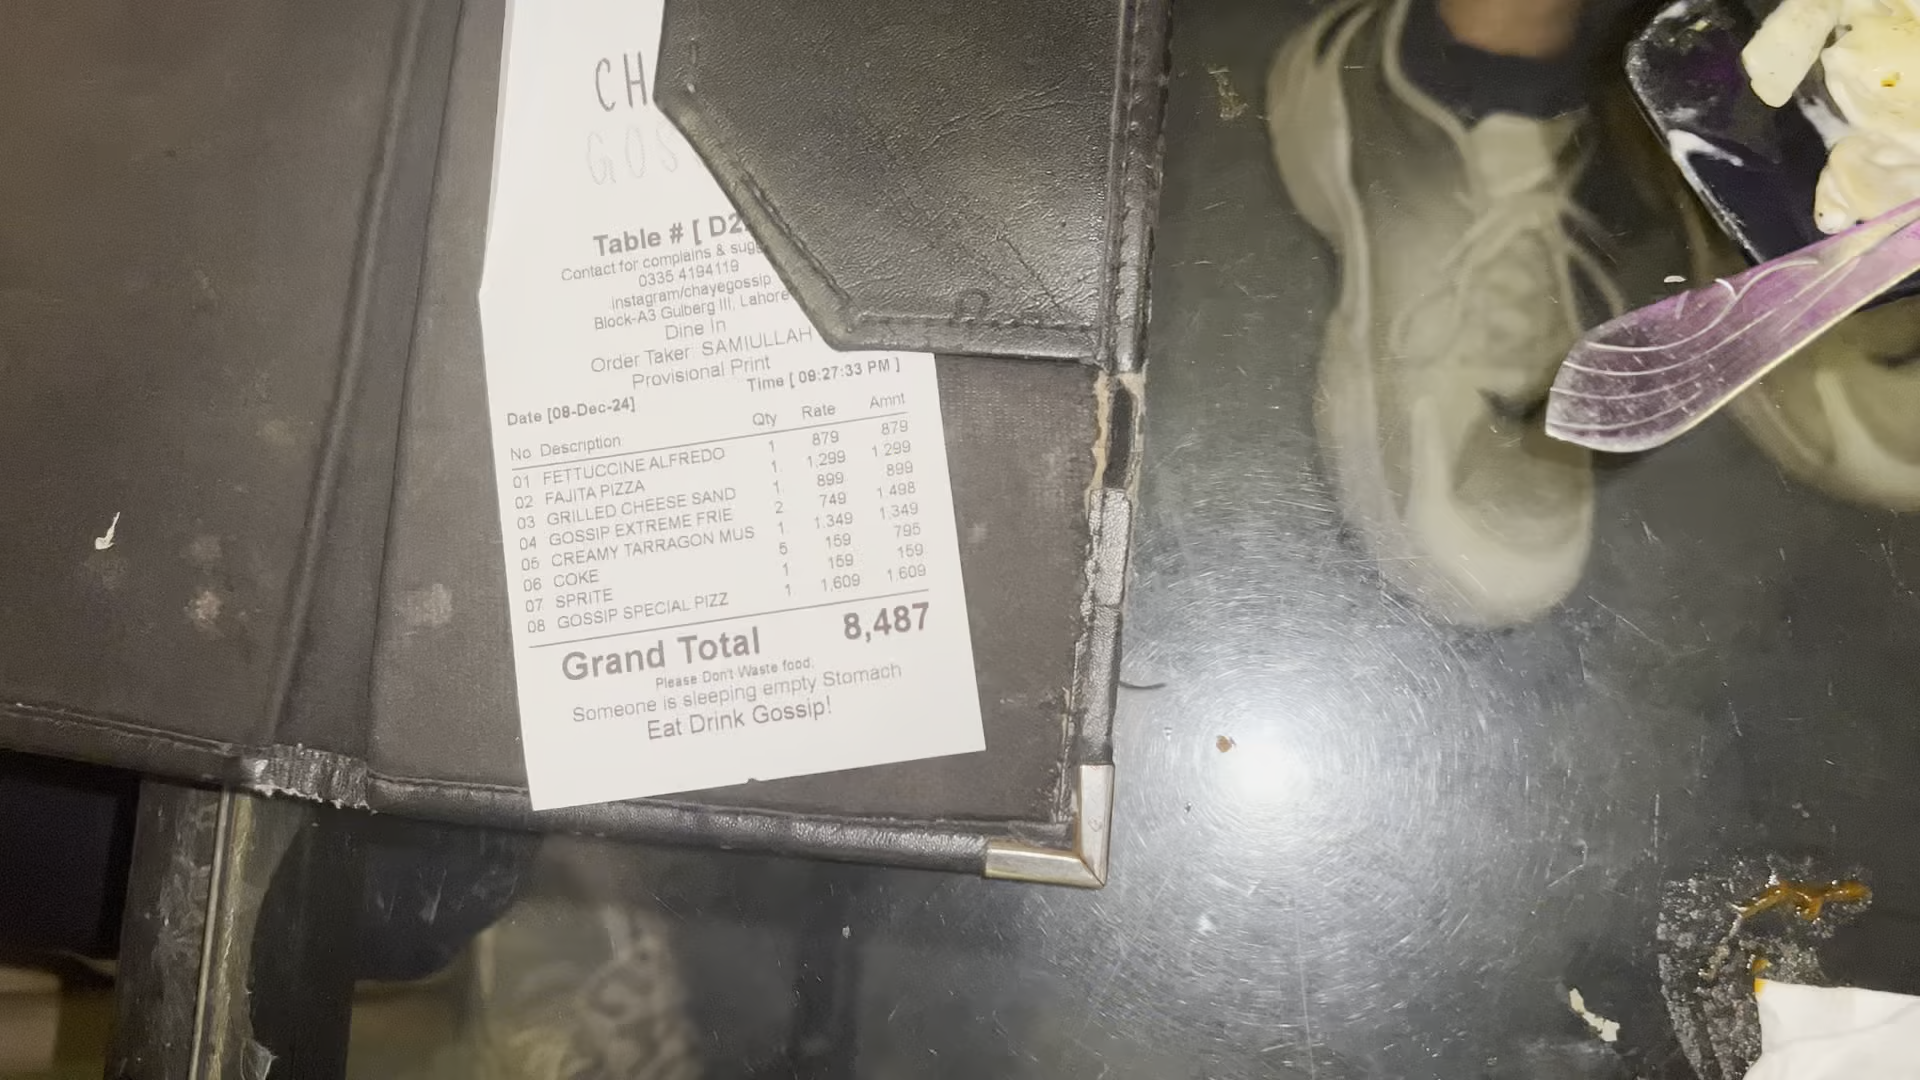 CH
GOS
Table # [ D2
Contact for complains & sug
0335 4194119
instagram/chayegossip
Block-A3 Gulberg III, Lahore
Dine In
Order Taker: SAMIULLAH
Provisional Print
Date [08-Dec-24] Time [ 09:27:33 PM ]
No Description Qty Rate Amnt
01 FETTUCCINE ALFREDO 1 879 879
02 FAJITA PIZZA 1 1,299 1,299
03 GRILLED CHEESE SAND 1 899 899
04 GOSSIP EXTREME FRIE 2 749 1,498
05 CREAMY TARRAGON MUS 1 1,349 1,349
06 COKE 5 159 795
07 SPRITE 1 159 159
08 GOSSIP SPECIAL PIZZ 1 1,609 1,609
Grand Total 8,487
Please Don't Waste food.
Someone is sleeping empty Stomach
Eat Drink Gossip!